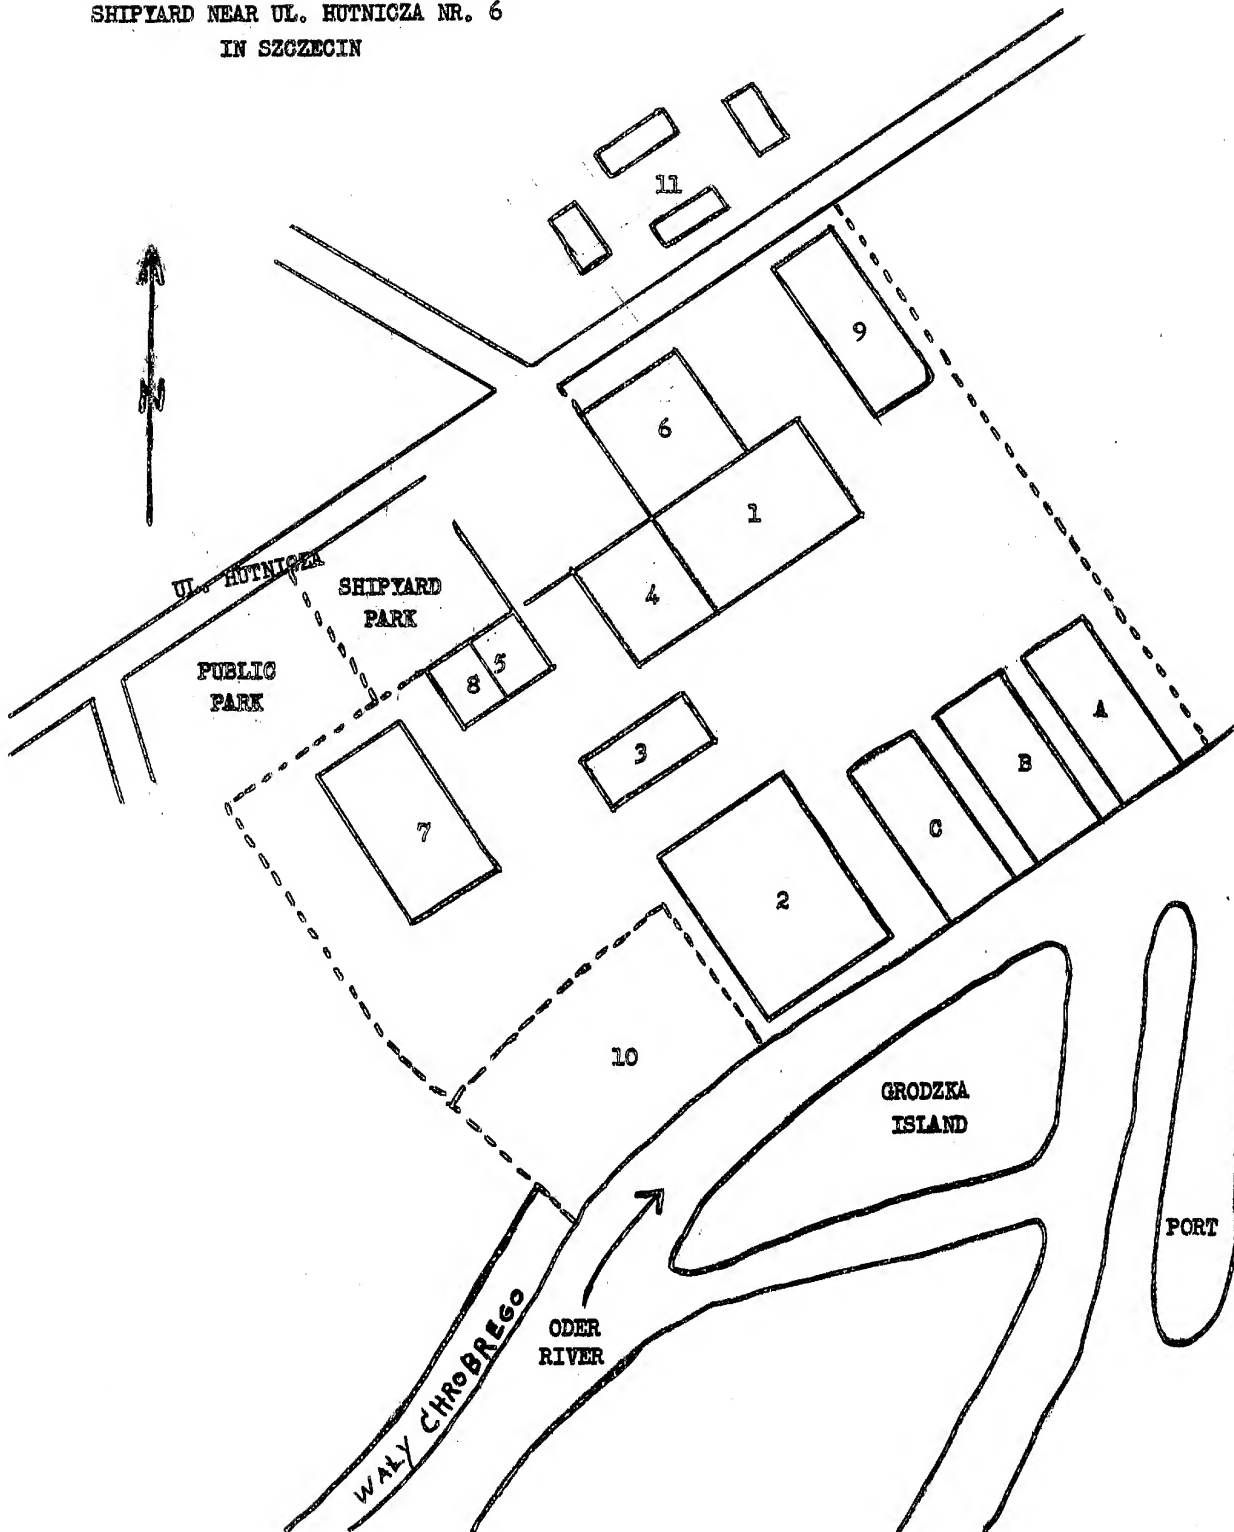 SHIPYARD NEAR UL. HUTNICZA NR. 6
IN SZCZECIN
11
9
6
1
UL. HUTNICZA
SHIPYARD
PARK
4
PUBLIC
PARK
5
8
A
3
B
7
C
2
10
GRODZKA
ISLAND
PORT
ODER
RIVER
WAŁY CHROBREGO
N